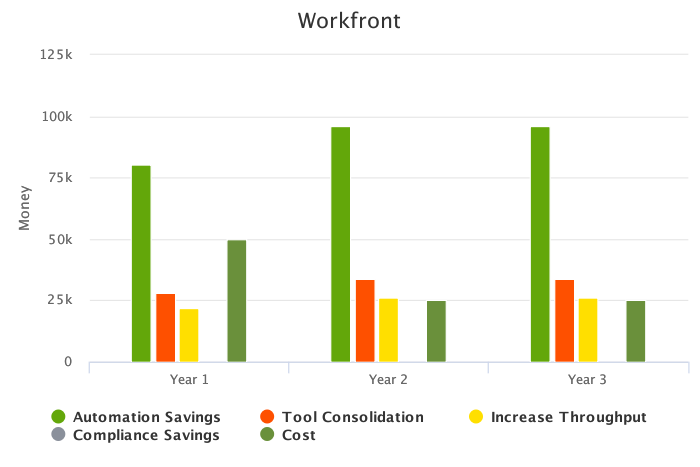 Workfront
125k
100k
75k
50k
25k
0
Money
Year 1 Year 2 Year 3
Automation Savings Tool Consolidation Increase Throughput
Compliance Savings Cost